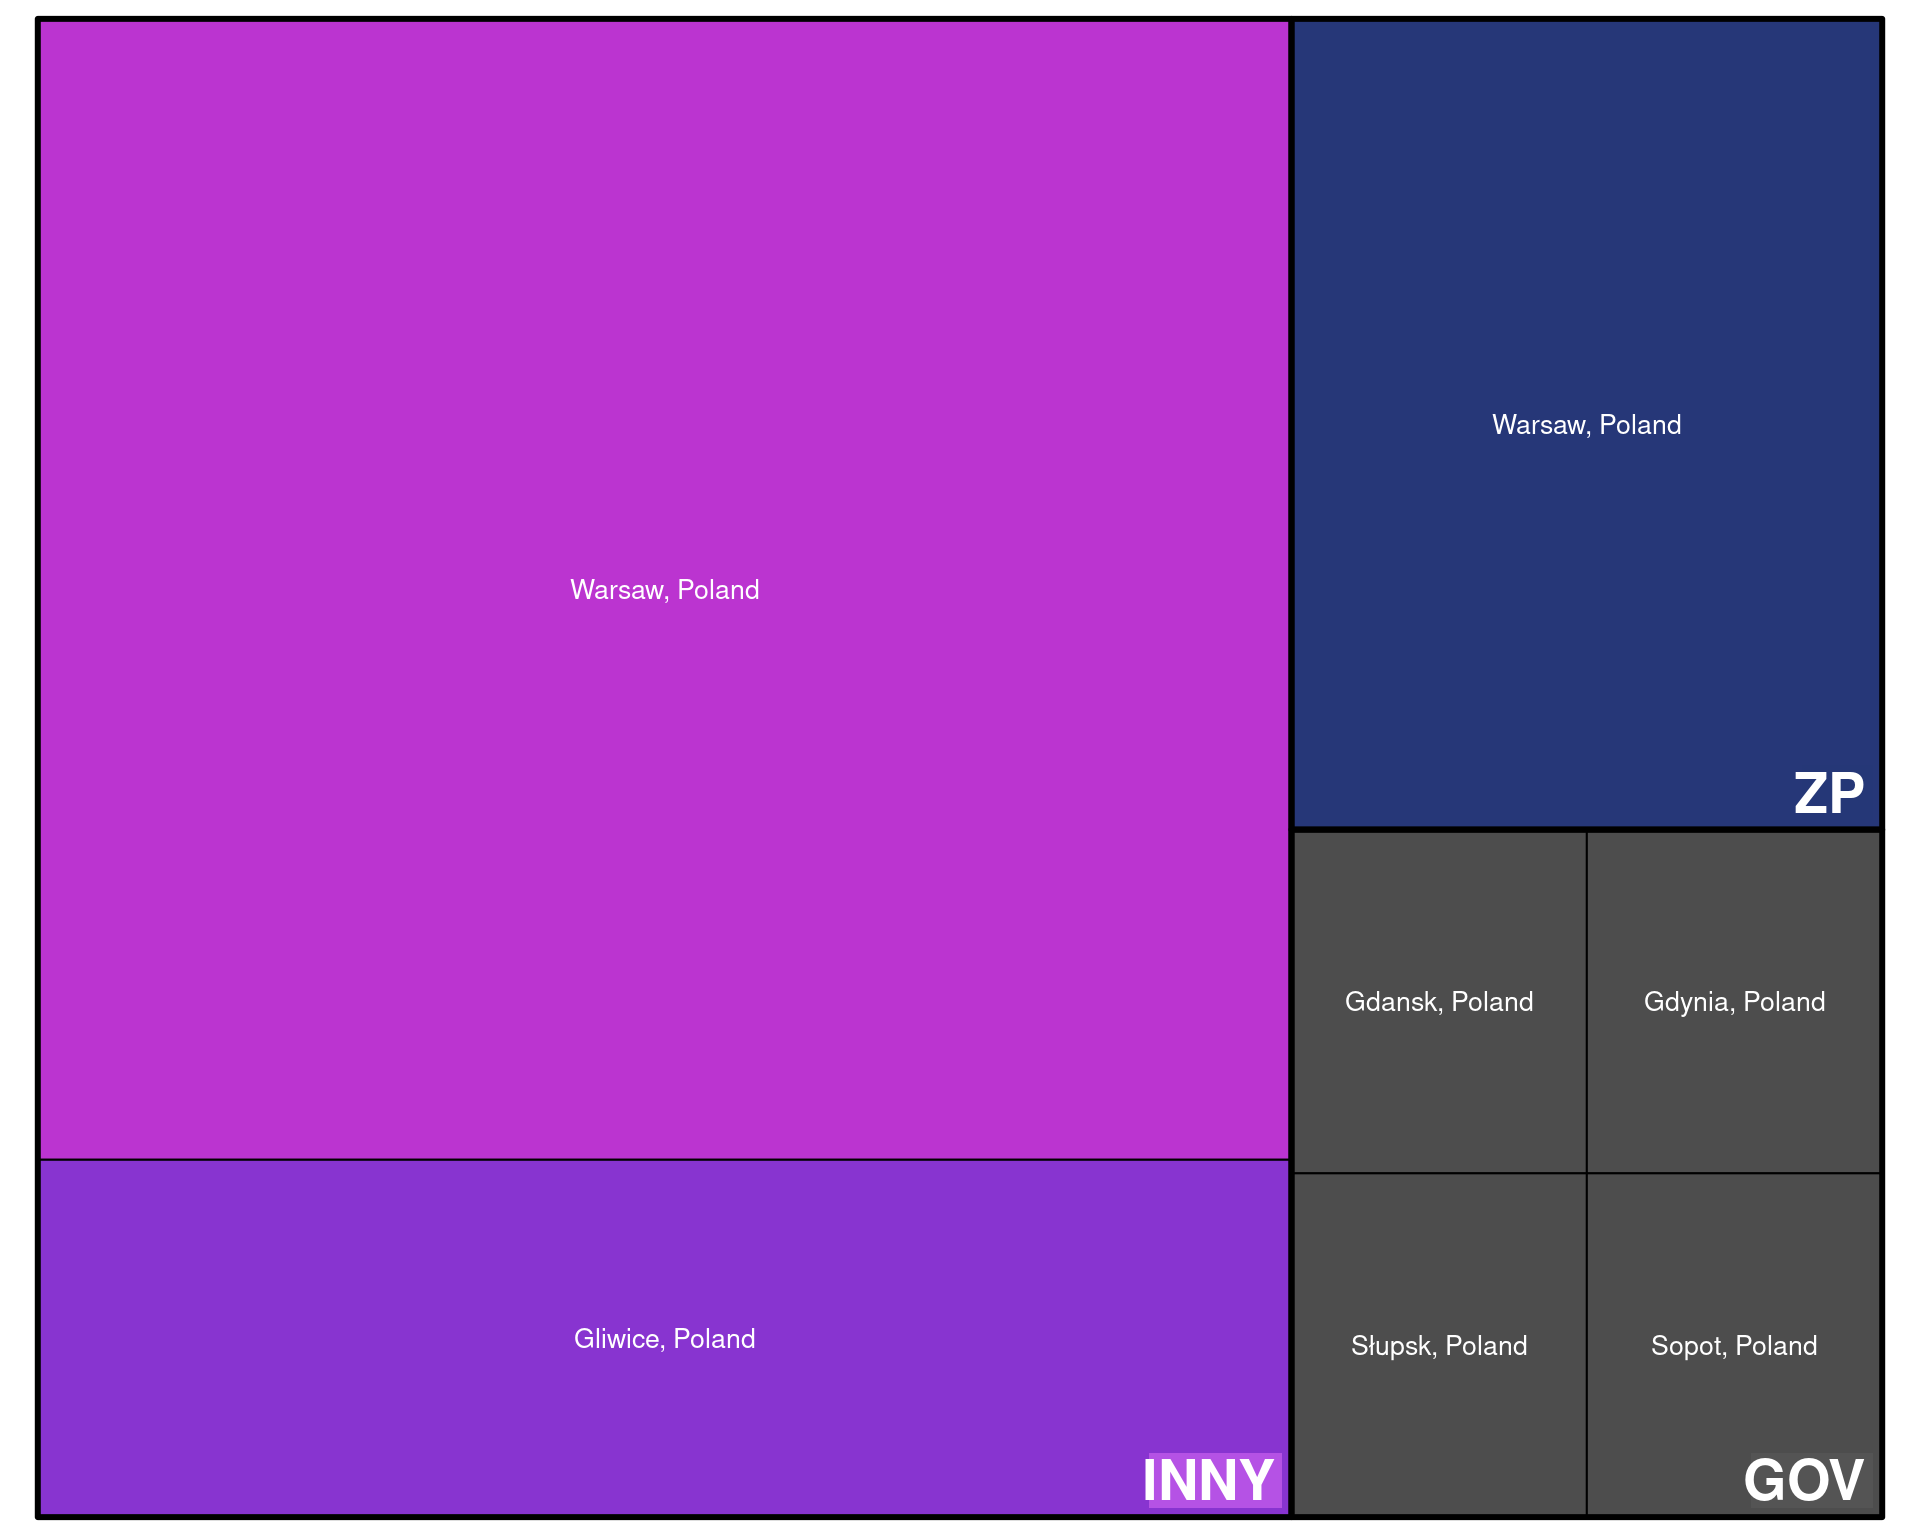 Warsaw, Poland
Gliwice, Poland
INNY
Warsaw, Poland
ZP
Gdansk, Poland
Gdynia, Poland
Słupsk, Poland
Sopot, Poland
GOV